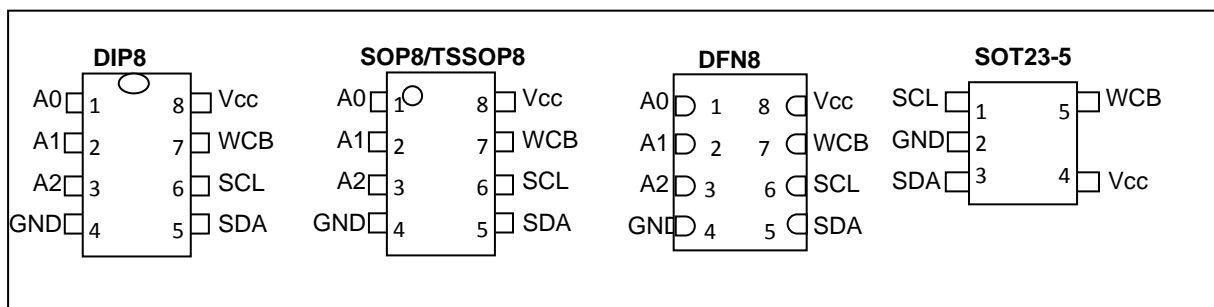 DIP8
A0 1 8 Vcc
A1 2 7 WCB
A2 3 6 SCL
GND 4 5 SDA
SOP8/TSSOP8
A0 1 8 Vcc
A1 2 7 WCB
A2 3 6 SCL
GND 4 5 SDA
DFN8
A0 1 8 Vcc
A1 2 7 WCB
A2 3 6 SCL
GND 4 5 SDA
SOT23-5
SCL 1 5 WCB
GND 2
SDA 3 4 Vcc